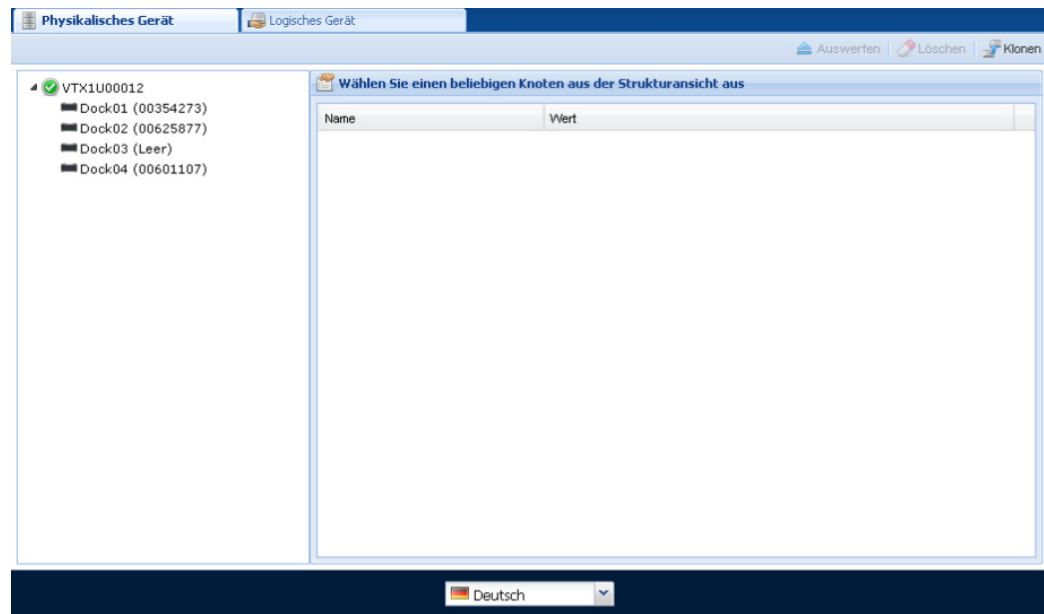 Physikalisches Gerät
Logisches Gerät
Auswerfen Löschen Klonen
VTX1U00012
Dock01 (00354273)
Dock02 (00625877)
Dock03 (Leer)
Dock04 (00601107)
Wählen Sie einen beliebigen Knoten aus der Strukturansicht aus
Name Wert
Deutsch